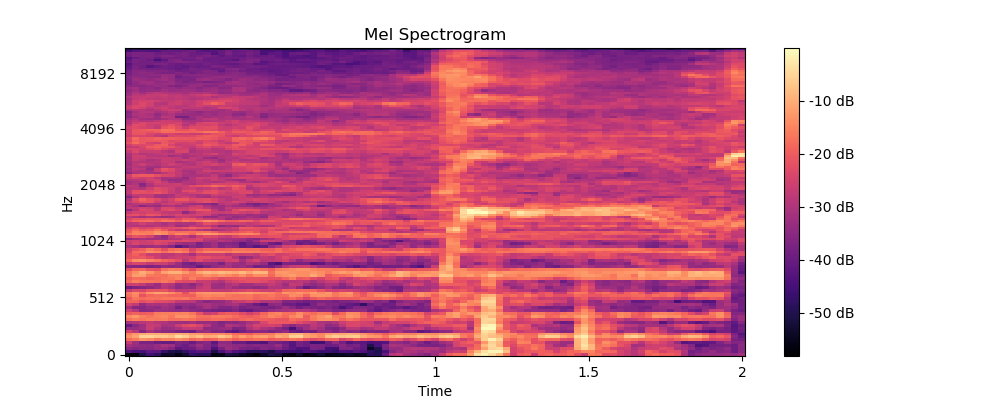 Mel Spectrogram
Hz
8192
4096
2048
1024
512
0
0 0.5 1 1.5 2
Time
-10 dB
-20 dB
-30 dB
-40 dB
-50 dB